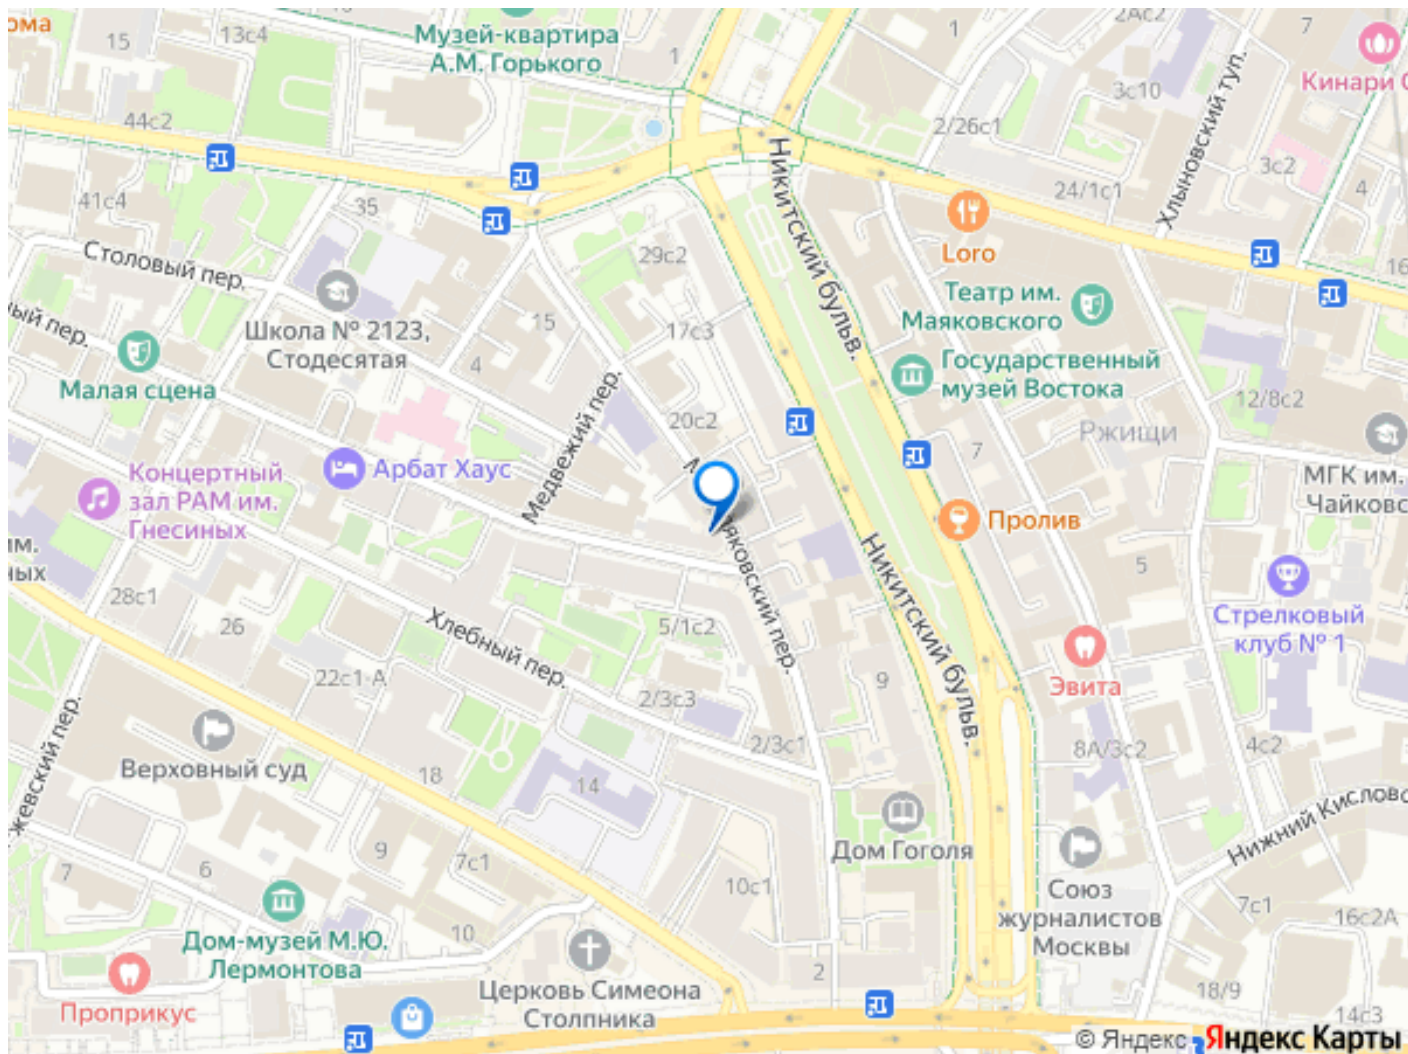 ома
15
13с4
Музей-квартира
А.М. Горького
1
1
2Ас2
7
Кинари С
44с2
3с10
2/26с1
Хлыновский туп.
3с2
4
41с4
35
24/1с1
Loro
Столовый пер.
29с2
16
Никитский бульв.
Театр им.
Маяковского
ый пер.
Школа № 2123,
Стодесятая
15
17с3
4
Малая сцена
Государственный
музей Востока
12/8с2
Медвежий пер.
20с2
7
Ржищи
Концертный
зал РАМ им.
Гнесиных
Арбат Хаус
МГК им.
Чайковс
Пролив
им.
ных
М
яковский пер.
Никитский бульв.
5
28с1
26
Хлебный пер.
5/1с2
Стрелковый
клуб № 1
22с1-А
2/3с3
9
Эвита
жевский пер.
Верховный суд
18
14
2/3с1
8А/3с2
4с2
Нижний Кисловс
Дом Гоголя
7
6
9
7с1
10с1
Союз
журналистов
Москвы
7с1
16с2А
Дом-музей М.Ю.
Лермонтова
10
Церковь Симеона
Столпника
2
Проприкус
18/9
14с3
© Яндекс Яндекс Карты